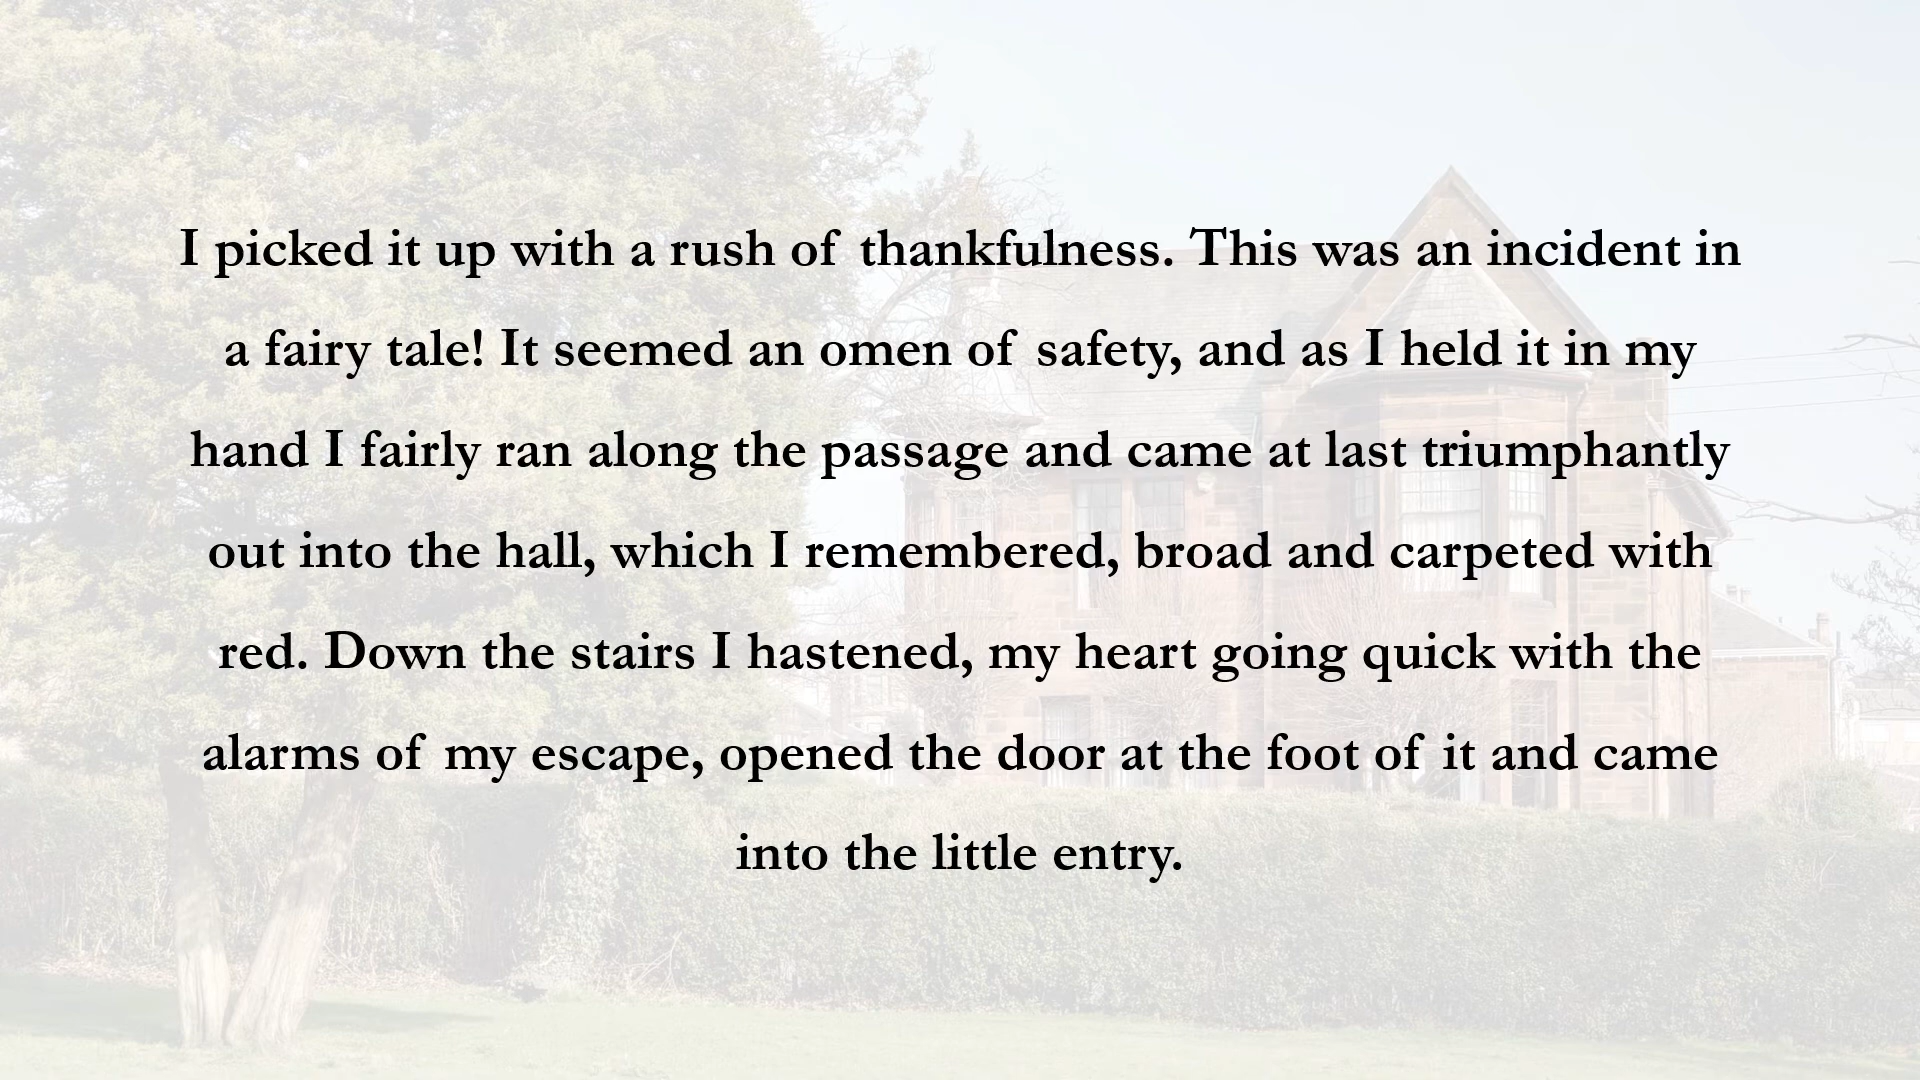 I picked it up with a rush of thankfulness. This was an incident in
a fairy tale! It seemed an omen of safety, and as I held it in my
hand I fairly ran along the passage and came at last triumphantly
out into the hall, which I remembered, broad and carpeted with
red. Down the stairs I hastened, my heart going quick with the
alarms of my escape, opened the door at the foot of it and came
into the little entry.